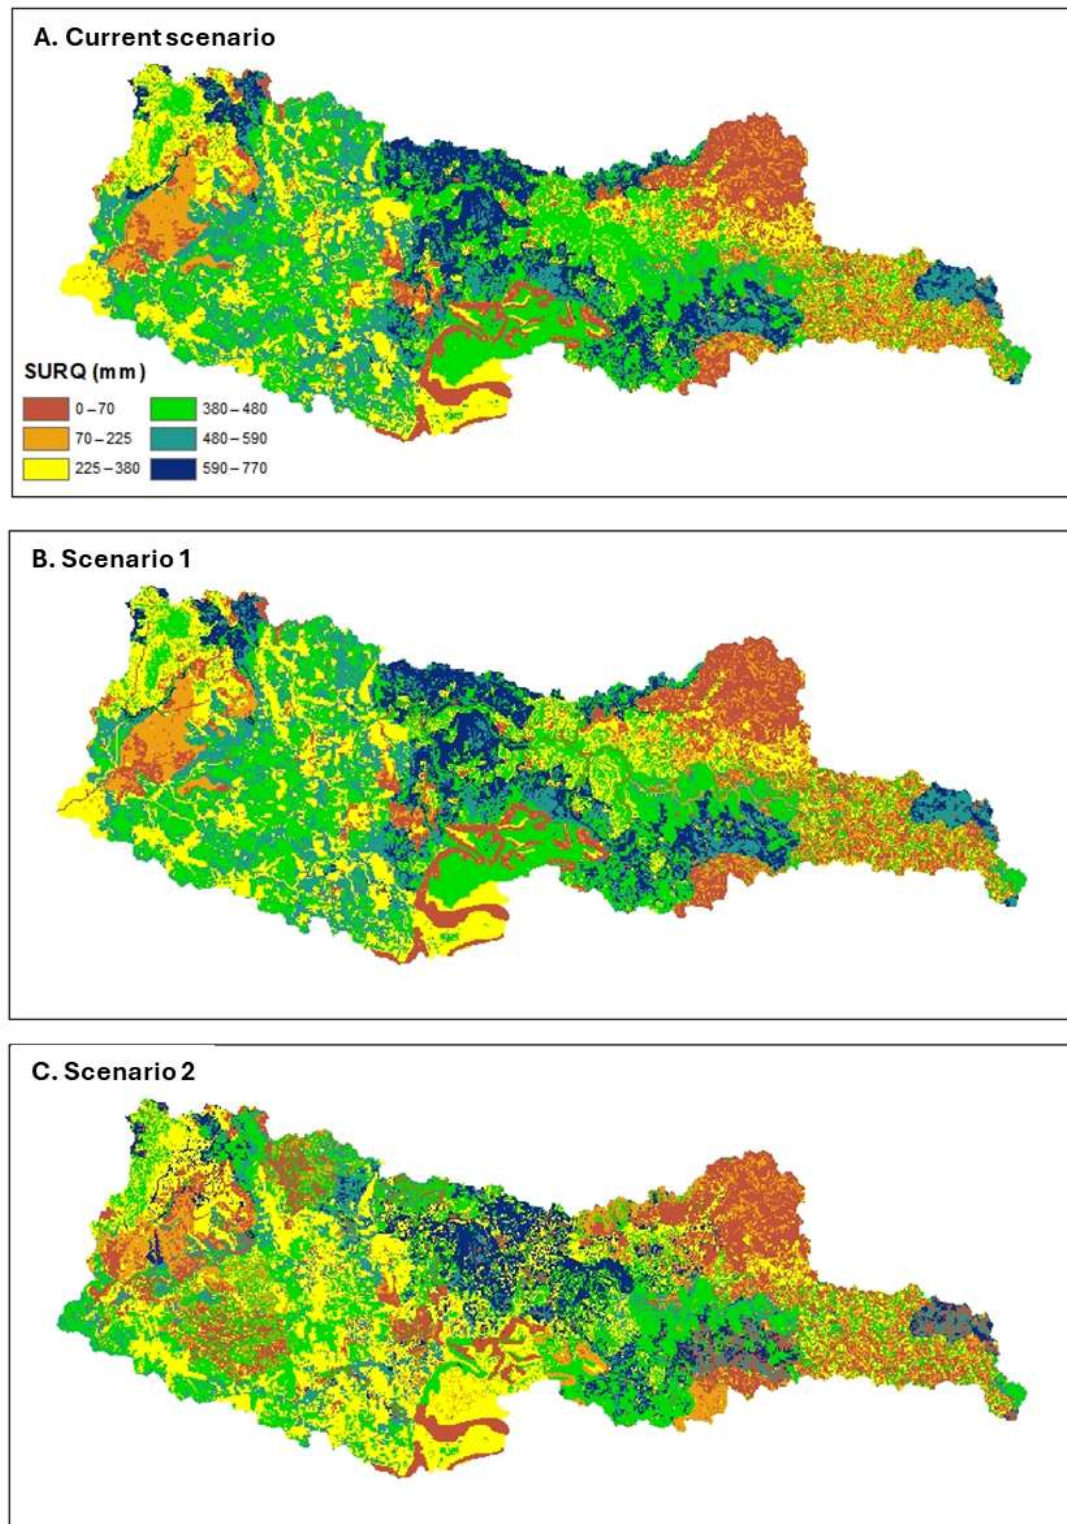 A. Current scenario
SURQ (mm)
0–70 380–480
70–225 480–590
225–380 590–770
B. Scenario 1
C. Scenario 2